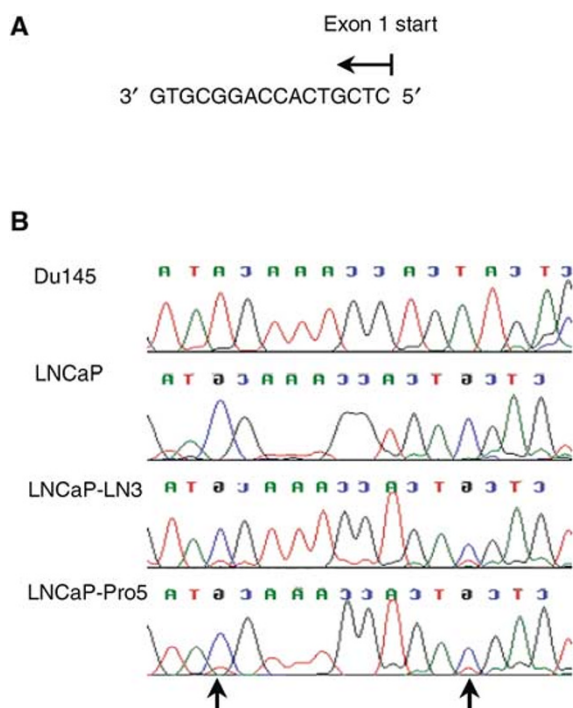 A
Exon 1 start
3′ GTGCGGACCACTGCTC 5′
B
Du145
A T A C A A A C C A C T A C T C
LNCaP
A T G C A A A C C A C T G C T C
LNCaP-LN3
A T G C A A A C C A C T G C T C
LNCaP-Pro5
A T G C A A A C C A C T G C T C